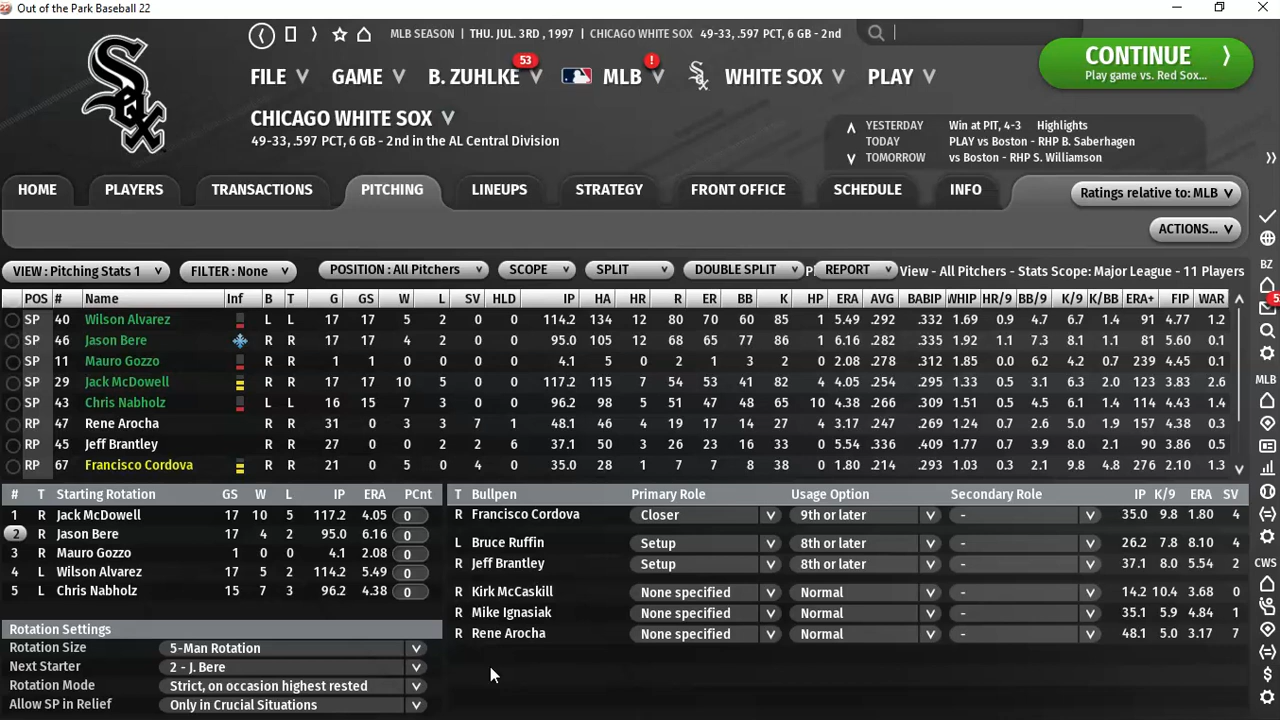 Out of the Park Baseball 22
MLB SEASON | THU. JUL. 3RD , 1997 | CHICAGO WHITE SOX 49-33, .597 PCT, 6 GB - 2nd
FILE GAME B. ZUHLKE 53 MLB ! WHITE SOX PLAY
CONTINUE
Play game vs. Red Sox...
CHICAGO WHITE SOX
49-33, .597 PCT, 6 GB - 2nd in the AL Central Division
YESTERDAY Win at PIT, 4-3 Highlights
TODAY PLAY vs Boston - RHP B. Saberhagen
TOMORROW vs Boston - RHP S. Williamson
HOME PLAYERS TRANSACTIONS PITCHING LINEUPS STRATEGY FRONT OFFICE SCHEDULE INFO Ratings relative to: MLB
ACTIONS...
VIEW : Pitching Stats 1 FILTER : None POSITION : All Pitchers SCOPE SPLIT DOUBLE SPLIT REPORT View - All Pitchers - Stats Scope: Major League - 11 Players
POS # Name Inf B T G GS W L SV HLD IP HA HR R ER BB K HP ERA AVG BABIP WHIP HR/9 BB/9 K/9 K/BB ERA+ FIP WAR
SP 40 Wilson Alvarez L L 17 17 5 2 0 0 114.2 134 12 80 70 60 85 1 5.49 .292 .332 1.69 0.9 4.7 6.7 1.4 91 4.77 1.2
SP 46 Jason Bere R R 17 17 4 2 0 0 95.0 105 12 68 65 77 86 1 6.16 .282 .335 1.92 1.1 7.3 8.1 1.1 81 5.60 0.1
SP 11 Mauro Gozzo R R 1 1 0 0 0 0 4.1 5 0 2 1 3 2 0 2.08 .278 .312 1.85 0.0 6.2 4.2 0.7 239 4.45 0.1
SP 29 Jack McDowell R R 17 17 10 5 0 0 117.2 115 7 54 53 41 82 4 4.05 .254 .295 1.33 0.5 3.1 6.3 2.0 123 3.83 2.6
SP 43 Chris Nabholz L L 16 15 7 3 0 0 96.2 98 5 51 47 48 65 10 4.38 .266 .309 1.51 0.5 4.5 6.1 1.4 114 4.43 1.4
RP 47 Rene Arocha R R 31 0 3 3 7 1 48.1 46 4 19 17 14 27 4 3.17 .247 .269 1.24 0.7 2.6 5.0 1.9 157 4.38 0.3
RP 45 Jeff Brantley R R 27 0 0 2 2 6 37.1 50 3 26 23 16 33 0 5.54 .336 .409 1.77 0.7 3.9 8.0 2.1 90 3.86 0.5
RP 67 Francisco Cordova R R 21 0 5 0 4 0 35.0 28 1 7 7 8 38 0 1.80 .214 .293 1.03 0.3 2.1 9.8 4.8 276 2.10 1.3
# T Starting Rotation GS W L IP ERA PCnt
1 R Jack McDowell 17 10 5 117.2 4.05 0
2 R Jason Bere 17 4 2 95.0 6.16 0
3 R Mauro Gozzo 1 0 0 4.1 2.08 0
4 L Wilson Alvarez 17 5 2 114.2 5.49 0
5 L Chris Nabholz 15 7 3 96.2 4.38 0
Rotation Settings
Rotation Size 5-Man Rotation
Next Starter 2 - J. Bere
Rotation Mode Strict, on occasion highest rested
Allow SP in Relief Only in Crucial Situations
T Bullpen Primary Role Usage Option Secondary Role IP K/9 ERA SV
R Francisco Cordova Closer 9th or later - 35.0 9.8 1.80 4
L Bruce Ruffin Setup 8th or later - 26.2 7.8 8.10 4
R Jeff Brantley Setup 8th or later - 37.1 8.0 5.54 2
R Kirk McCaskill None specified Normal - 14.2 10.4 3.68 0
R Mike Ignasiak None specified Normal - 35.1 5.9 4.84 1
R Rene Arocha None specified Normal - 48.1 5.0 3.17 7
BZ
MLB
CWS